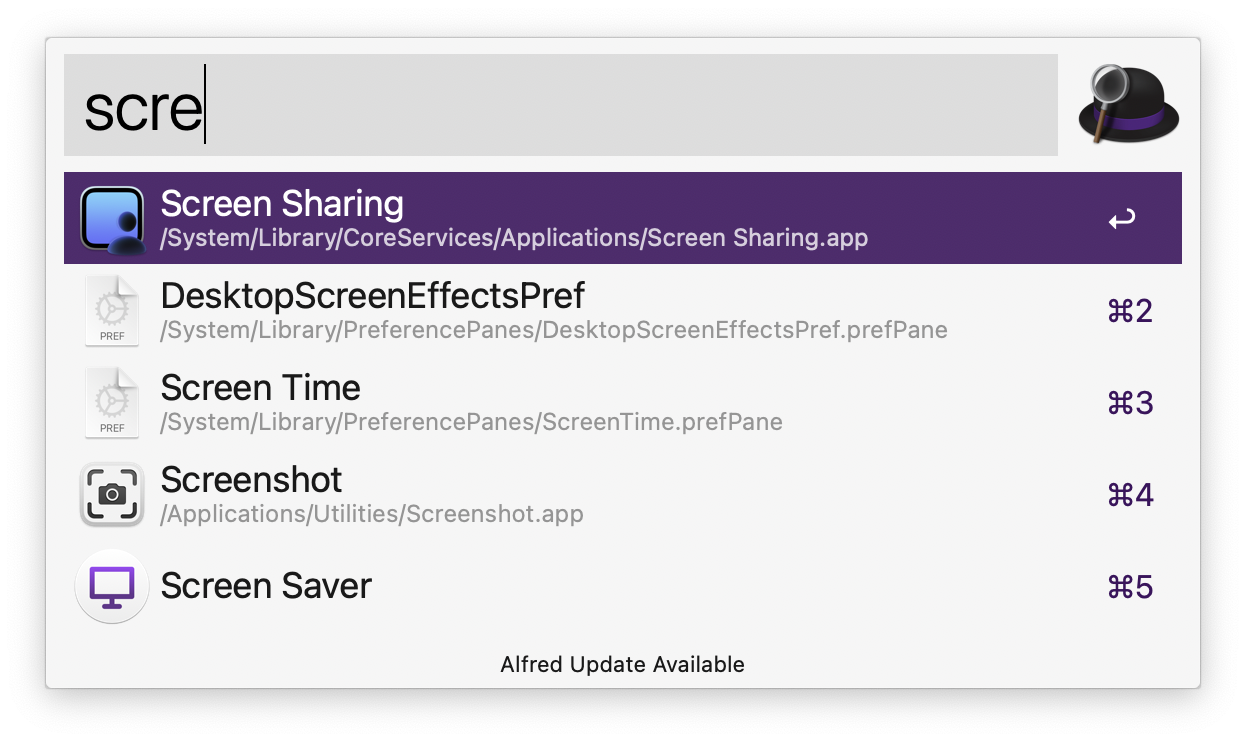 scre
Screen Sharing
/System/Library/CoreServices/Applications/Screen Sharing.app
↩
DesktopScreenEffectsPref
/System/Library/PreferencePanes/DesktopScreenEffectsPref.prefPane
⌘2
PREF
Screen Time
/System/Library/PreferencePanes/ScreenTime.prefPane
⌘3
PREF
Screenshot
/Applications/Utilities/Screenshot.app
⌘4
Screen Saver
⌘5
Alfred Update Available